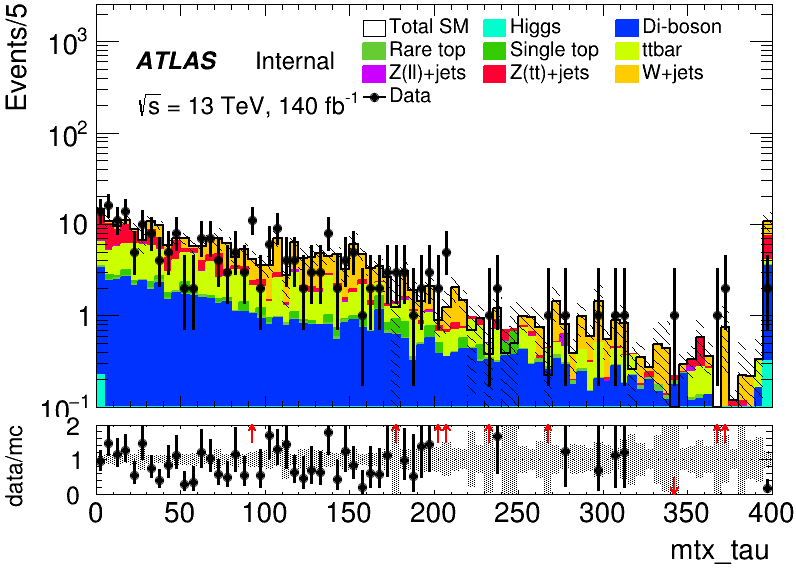 Events/5
10³
10²
10
1
10⁻¹
ATLAS Internal
√s = 13 TeV, 140 fb⁻¹
Total SM Higgs Di-boson
Rare top Single top ttbar
Z(ll)+jets Z(tt)+jets W+jets
Data
data/mc
2
1
0
0 50 100 150 200 250 300 350 400
mtx_tau